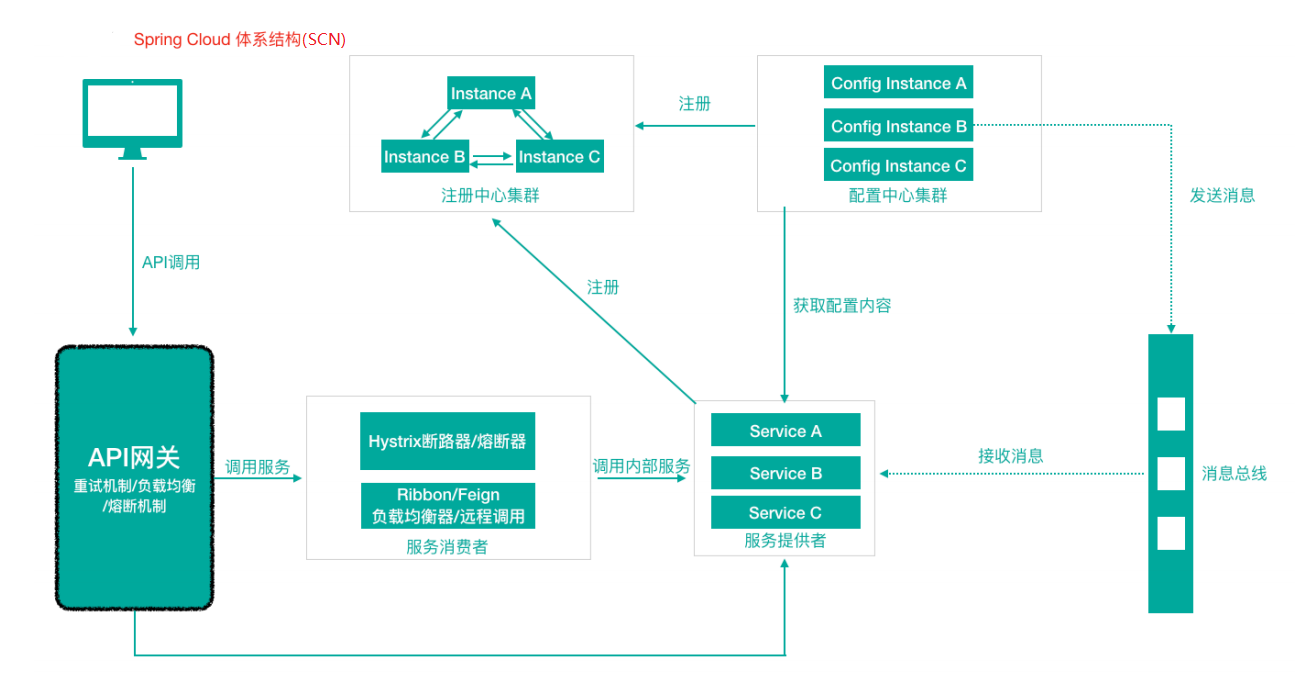 Spring Cloud 体系结构(SCN)
Instance A
Instance B
Instance C
注册中心集群
注册
Config Instance A
Config Instance B
Config Instance C
配置中心集群
发送消息
API调用
注册
获取配置内容
API网关
重试机制/负载均衡
/熔断机制
调用服务
Hystrix断路器/熔断器
Ribbon/Feign
负载均衡器/远程调用
服务消费者
调用内部服务
Service A
Service B
Service C
服务提供者
接收消息
消息总线